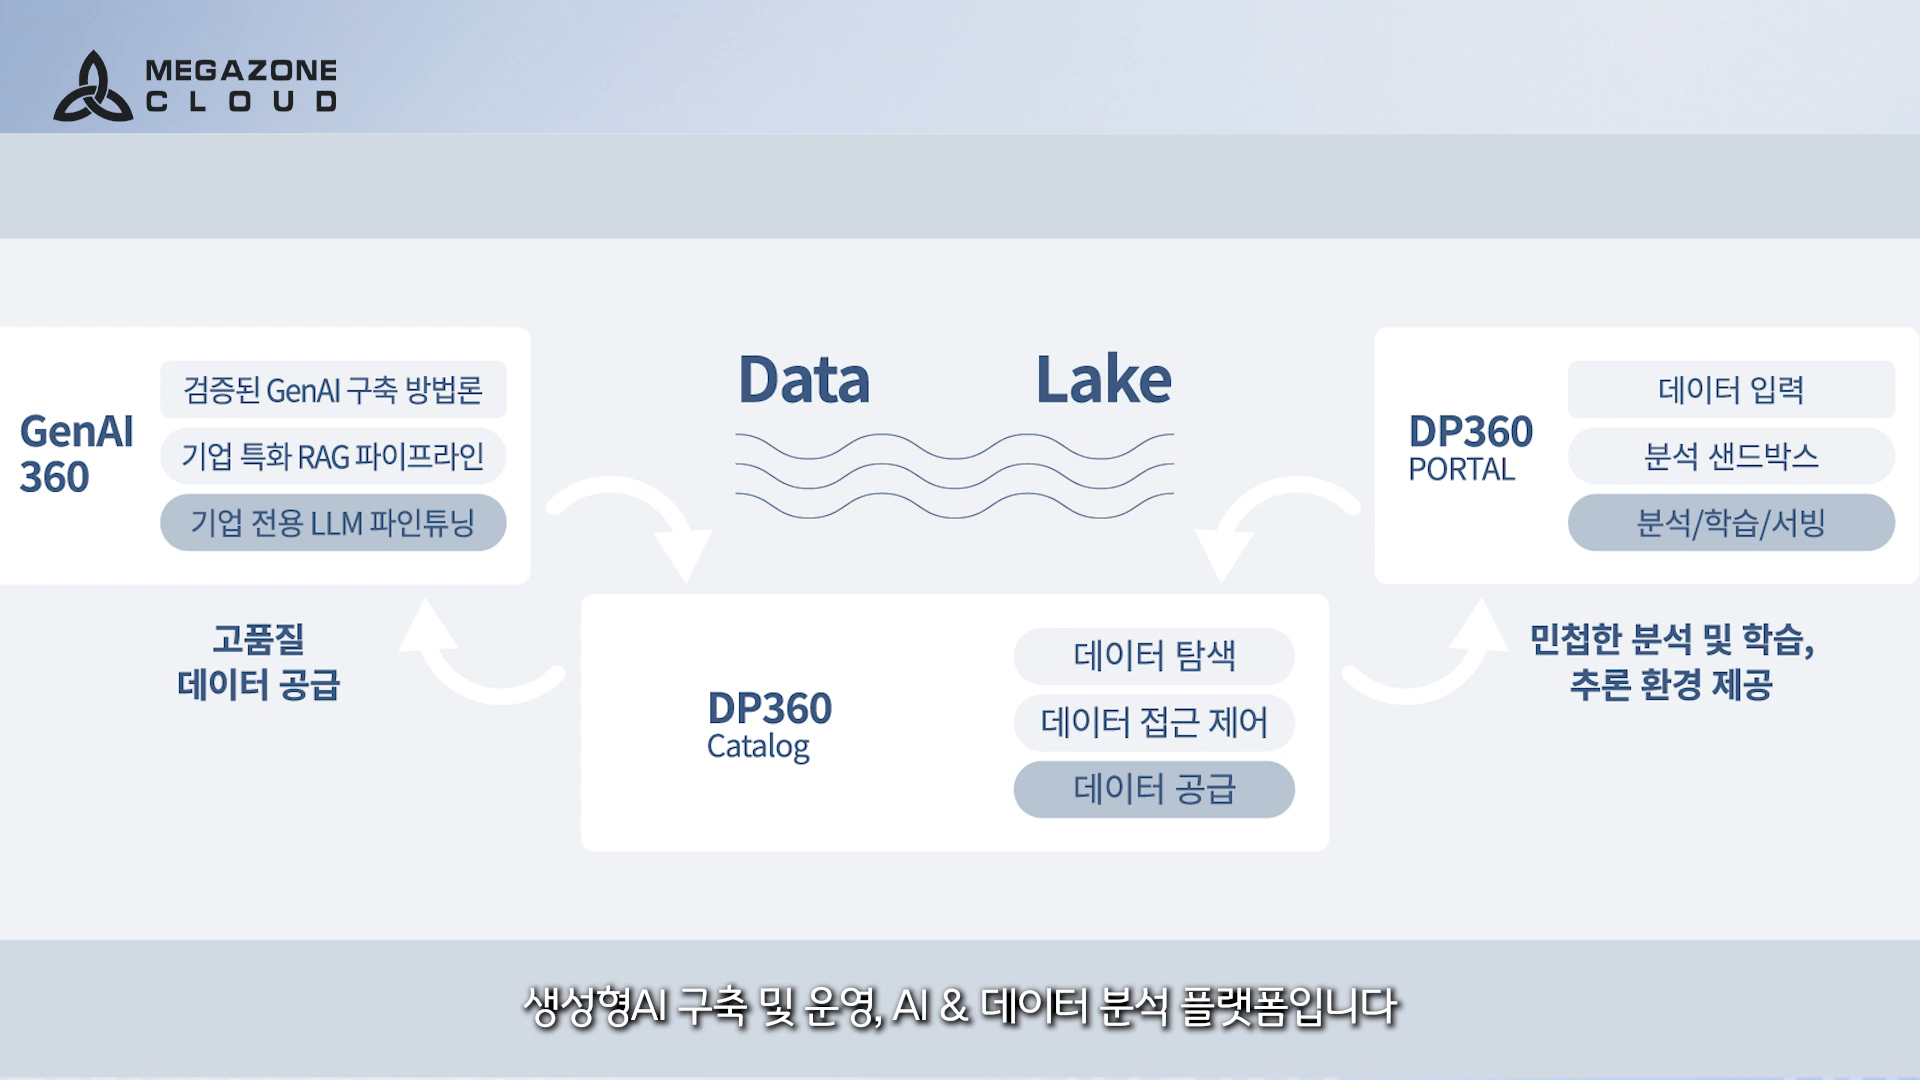 MEGAZONE
CLOUD
GenAI
360
검증된 GenAI 구축 방법론
기업 특화 RAG 파이프라인
기업 전용 LLM 파인튜닝
고품질
데이터 공급
Data Lake
DP360
Catalog
데이터 탐색
데이터 접근 제어
데이터 공급
DP360
PORTAL
데이터 입력
분석 샌드박스
분석/학습/서빙
민첩한 분석 및 학습,
추론 환경 제공
생성형AI 구축 및 운영, AI & 데이터 분석 플랫폼입니다